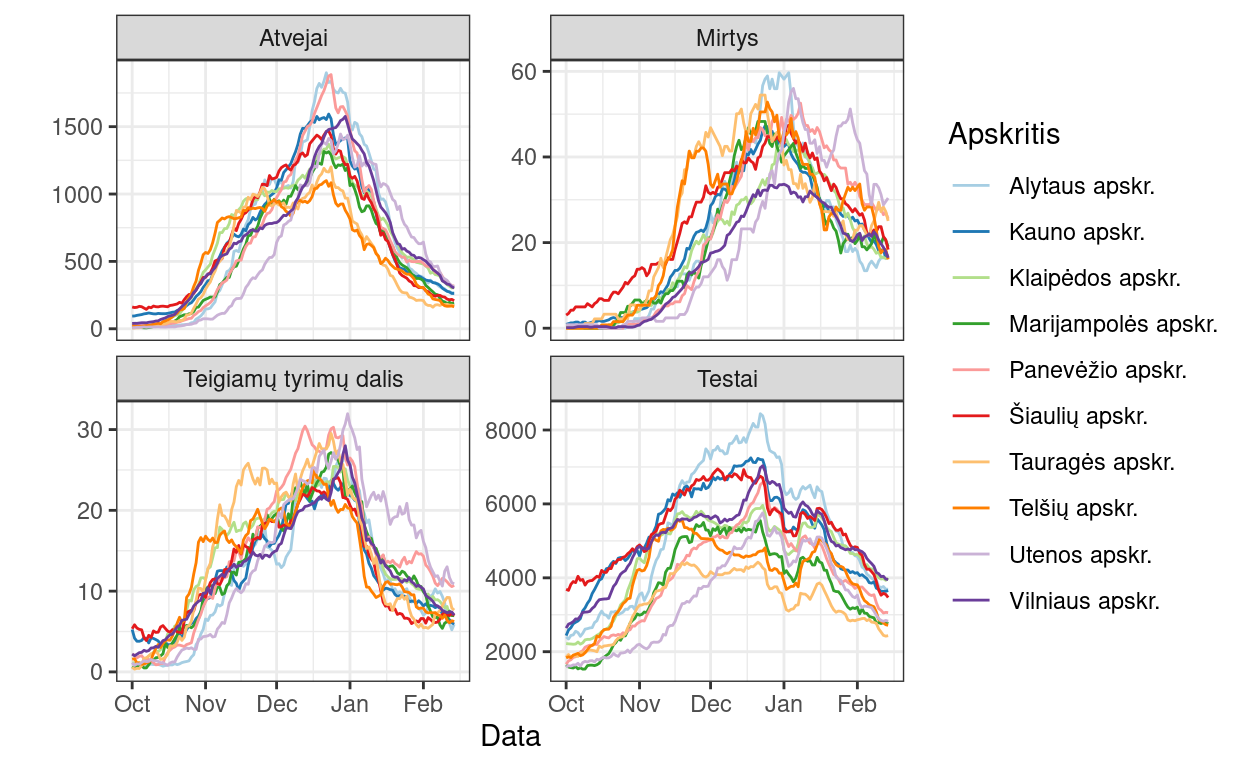 Atvejai
Mirtys
1500
1000
500
0
60
40
20
0
Teigiamų tyrimų dalis
Testai
30
20
10
0
8000
6000
4000
2000
Oct Nov Dec Jan Feb
Oct Nov Dec Jan Feb
Data
Apskritis
Alytaus apskr.
Kauno apskr.
Klaipėdos apskr.
Marijampolės apskr.
Panevėžio apskr.
Šiaulių apskr.
Tauragės apskr.
Telšių apskr.
Utenos apskr.
Vilniaus apskr.